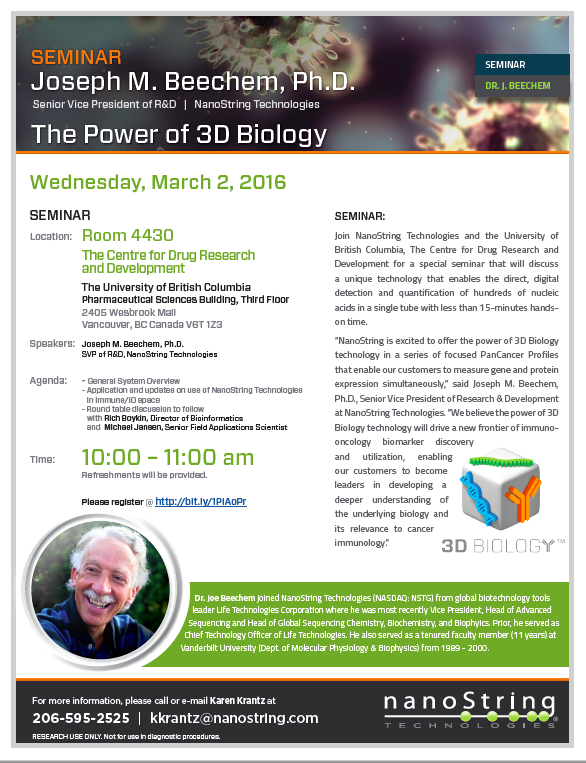 SEMINAR
Joseph M. Beechem, Ph.D.
Senior Vice President of R&D | NanoString Technologies
The Power of 3D Biology
SEMINAR
DR. J. BEECHEM
Wednesday, March 2, 2016
SEMINAR
Location: Room 4430
The Centre for Drug Research
and Development
The University of British Columbia
Pharmaceutical Sciences Building, Third Floor
2405 Wesbrook Mall
Vancouver, BC Canada V6T 1Z3
Speakers: Joseph M. Beechem, Ph.D.
SVP of R&D, NanoString Technologies
Agenda: - General System Overview
- Application and updates on use of NanoString Technologies
in Immune/IO space
- Round table discussion to follow
with Rich Boykin, Director of Bioinformatics
and Michael Jansen, Senior Field Applications Scientist
Time: 10:00 – 11:00 am
Refreshments will be provided.
Please register @ http://bit.ly/1PIAoPr
SEMINAR:
Join NanoString Technologies and the University of
British Columbia, The Centre for Drug Research and
Development for a special seminar that will discuss
a unique technology that enables the direct, digital
detection and quantification of hundreds of nucleic
acids in a single tube with less than 15-minutes hands-
on time.
"NanoString is excited to offer the power of 3D Biology
technology in a series of focused PanCancer Profiles
that enable our customers to measure gene and protein
expression simultaneously," said Joseph M. Beechem,
Ph.D., Senior Vice President of Research & Development
at NanoString Technologies. "We believe the power of 3D
Biology technology will drive a new frontier of immuno-
oncology biomarker discovery
and utilization, enabling
our customers to become
leaders in developing a
deeper understanding of
the underlying biology and
its relevance to cancer
immunology."
3D BIOLOGY™
Dr. Joe Beechem joined NanoString Technologies (NASDAQ: NSTG) from global biotechnology tools
leader Life Technologies Corporation where he was most recently Vice President, Head of Advanced
Sequencing and Head of Global Sequencing Chemistry, Biochemistry, and Biophyics. Prior, he served as
Chief Technology Officer of Life Technologies. He also served as a tenured faculty member (11 years) at
Vanderbilt University (Dept. of Molecular Physiology & Biophysics) from 1989 - 2000.
For more information, please call or e-mail Karen Krantz at
206-595-2525 | kkrantz@nanostring.com
RESEARCH USE ONLY. Not for use in diagnostic procedures.
nanoString
TECHNOLOGIES®